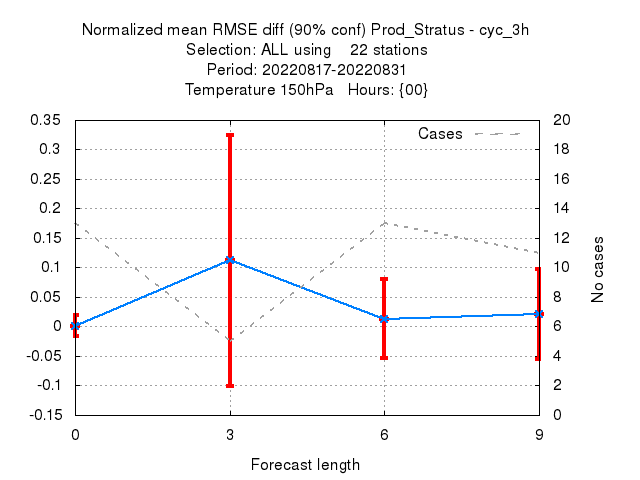 Normalized mean RMSE diff (90% conf) Prod_Stratus - cyc_3h
Selection: ALL using    22 stations
Period: 20220817-20220831
Temperature 150hPa   Hours: {00}
Cases
0.35
0.3
0.25
0.2
0.15
0.1
0.05
0
-0.05
-0.1
-0.15
20
18
16
14
12
10
8
6
4
2
0
No cases
0 3 6 9
Forecast length